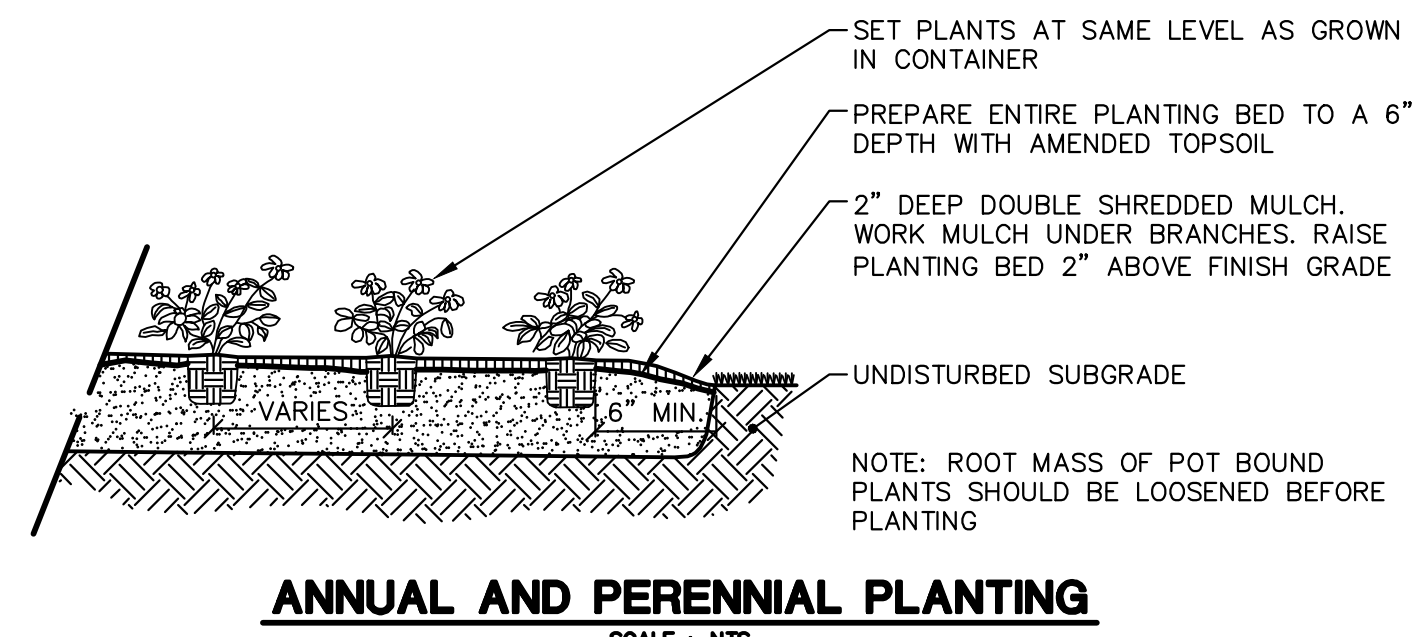 SET PLANTS AT SAME LEVEL AS GROWN
IN CONTAINER
PREPARE ENTIRE PLANTING BED TO A 6”
DEPTH WITH AMENDED TOPSOIL
2” DEEP DOUBLE SHREDDED MULCH.
WORK MULCH UNDER BRANCHES. RAISE
PLANTING BED 2” ABOVE FINISH GRADE
UNDISTURBED SUBGRADE
VARIES
6” MIN.
NOTE: ROOT MASS OF POT BOUND
PLANTS SHOULD BE LOOSENED BEFORE
PLANTING
ANNUAL AND PERENNIAL PLANTING
SCALE : NTS